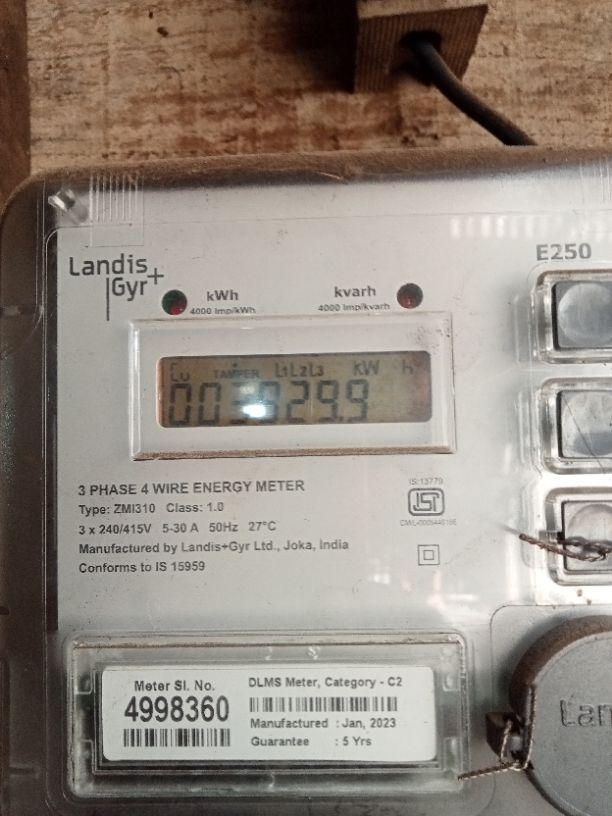 E250
Landis
Gyr+
kWh
4000 Imp/kWh
kvarh
4000 Imp/kvarh
Cu TAMPER L1L2L3 kW h
3 PHASE 4 WIRE ENERGY METER
Type: ZMI310 Class: 1.0
3 x 240/415V 5-30 A 50Hz 27°C
Manufactured by Landis+Gyr Ltd., Joka, India
Conforms to IS 15959
IS:13779
Meter Sl. No.
4998360
DLMS Meter, Category - C2
Manufactured : Jan, 2023
Guarantee : 5 Yrs
Lan